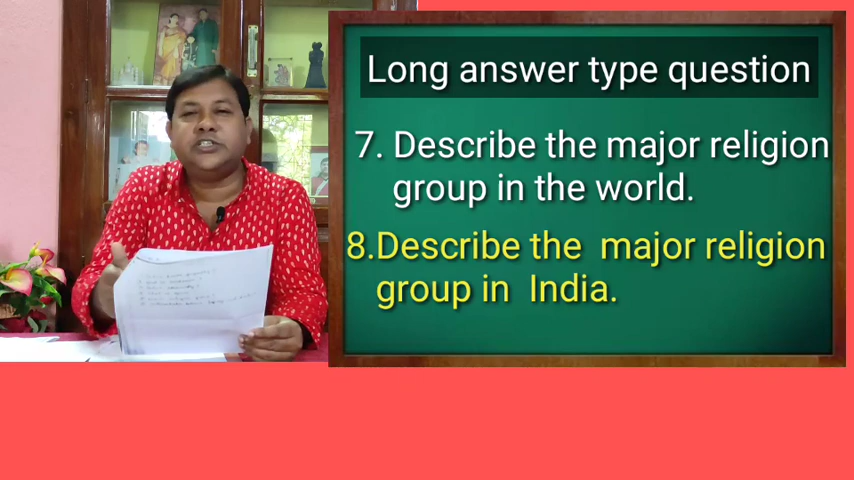 Long answer type question
7. Describe the major religion
group in the world.
8.Describe the major religion
group in India.